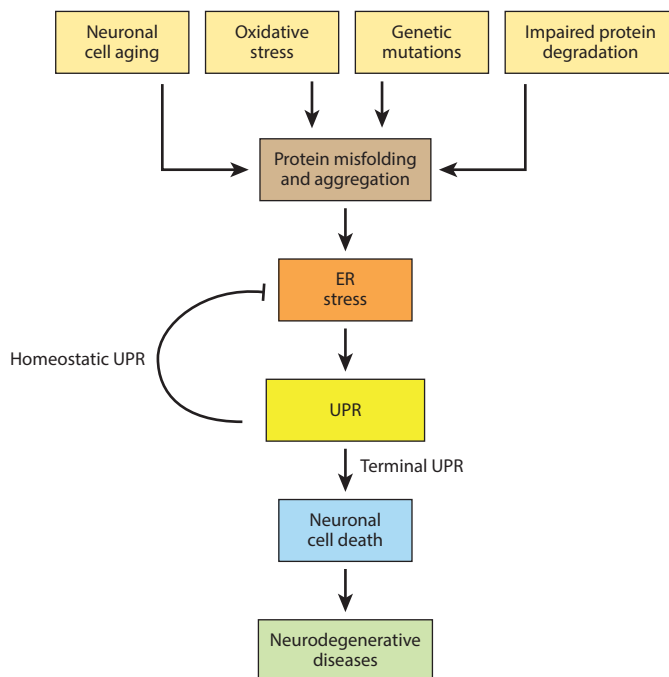 Neuronal
cell aging
Oxidative
stress
Genetic
mutations
Impaired protein
degradation
Protein misfolding
and aggregation
ER
stress
Homeostatic UPR
UPR
Terminal UPR
Neuronal
cell death
Neurodegenerative
diseases